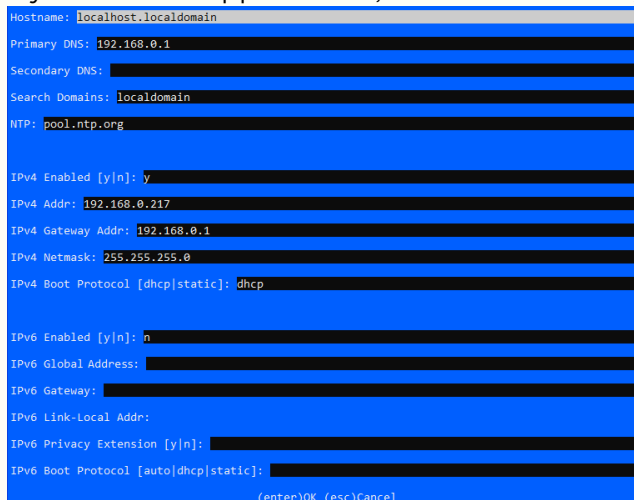 Hostname: localhost.localdomain
Primary DNS: 192.168.0.1
Secondary DNS:
Search Domains: localdomain
NTP: pool.ntp.org
IPv4 Enabled [y|n]: y
IPv4 Addr: 192.168.0.217
IPv4 Gateway Addr: 192.168.0.1
IPv4 Netmask: 255.255.255.0
IPv4 Boot Protocol [dhcp|static]: dhcp
IPv6 Enabled [y|n]: n
IPv6 Global Address:
IPv6 Gateway:
IPv6 Link-Local Addr:
IPv6 Privacy Extension [y|n]:
IPv6 Boot Protocol [auto|dhcp|static]:
(enter)OK (esc)Cancel